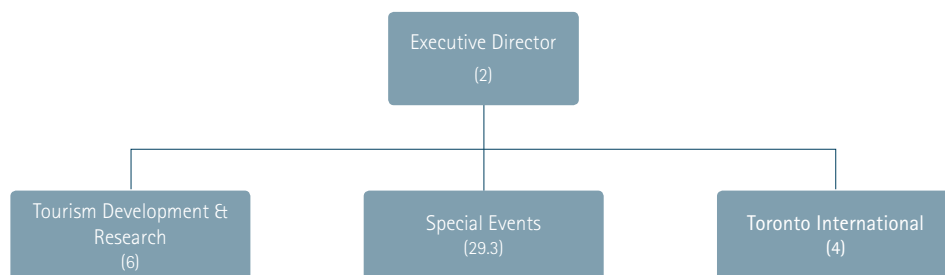 Executive Director
(2)
Tourism Development &
Research
(6)
Special Events
(29.3)
Toronto International
(4)